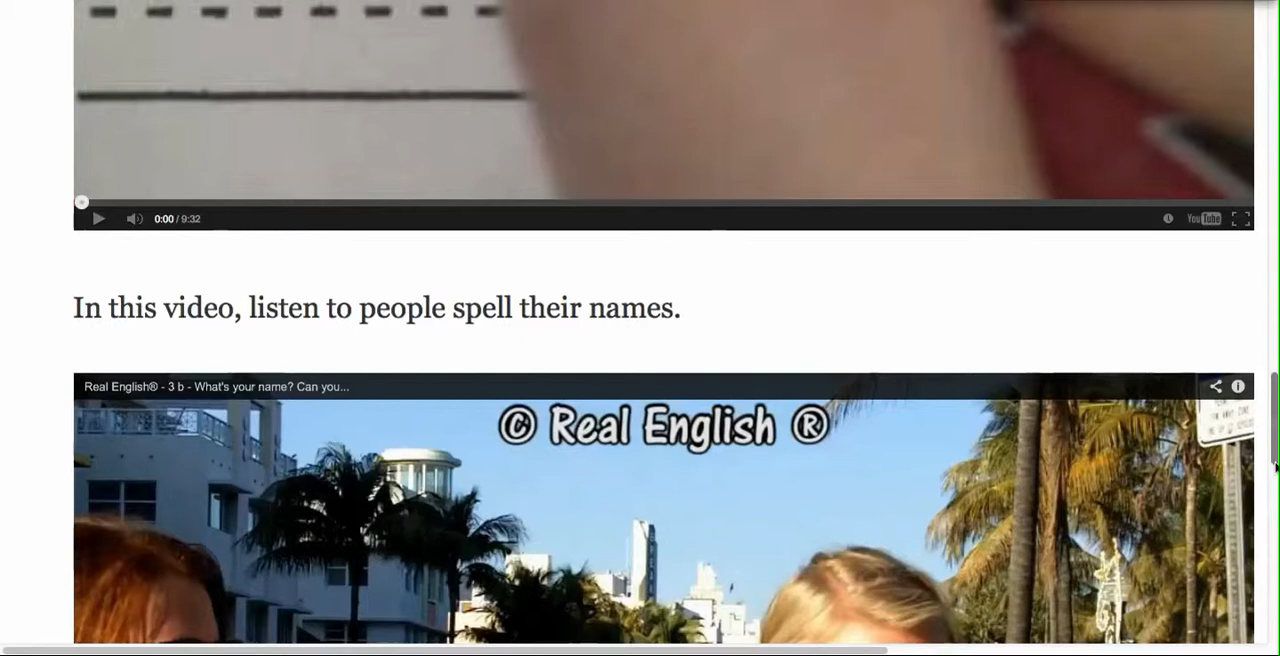 0:00 / 9:32
YouTube
In this video, listen to people spell their names.
Real English® - 3 b - What's your name? Can you...
© Real English ®